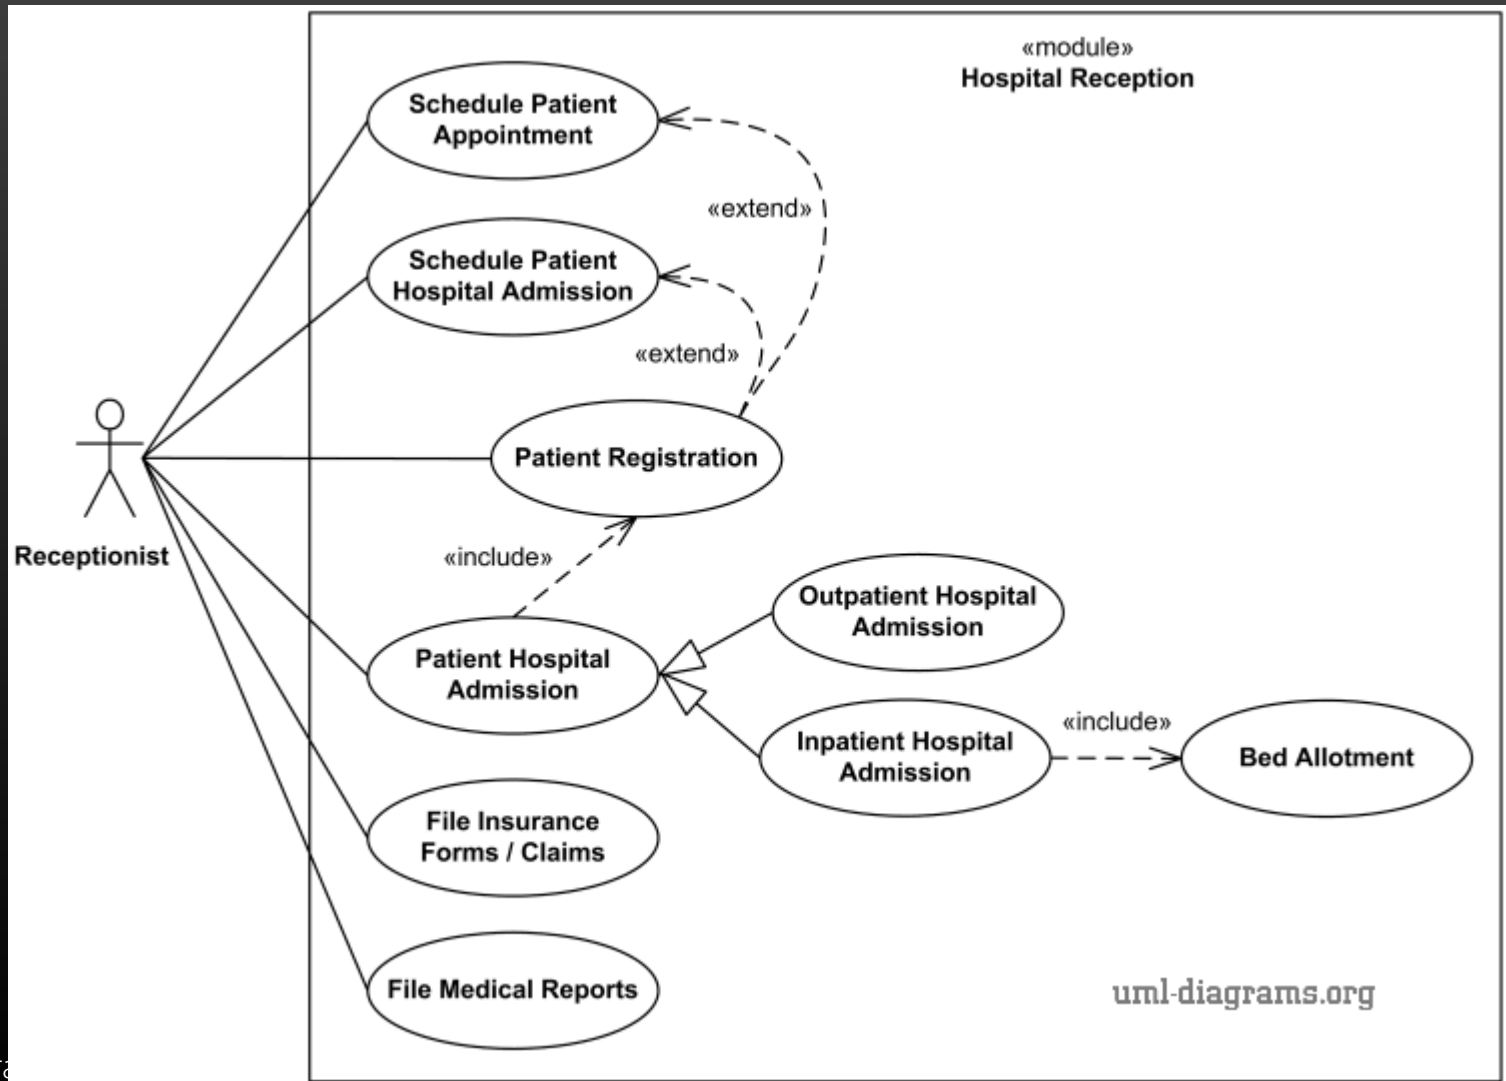 «module»
Hospital Reception
Schedule Patient
Appointment
«extend»
Schedule Patient
Hospital Admission
«extend»
Patient Registration
Receptionist
«include»
Outpatient Hospital
Admission
Patient Hospital
Admission
«include»
Inpatient Hospital
Admission
Bed Allotment
File Insurance
Forms / Claims
File Medical Reports
uml-diagrams.org